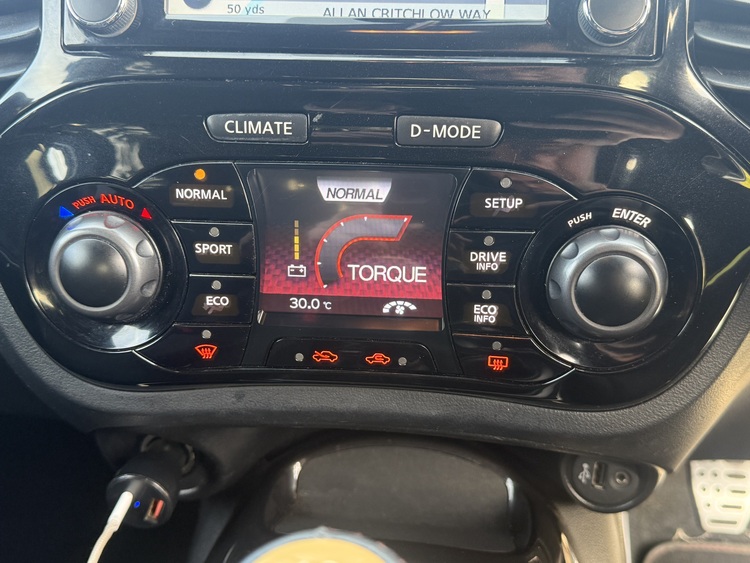 50 yds
ALLAN CRITCHLOW WAY
CLIMATE
D-MODE
PUSH AUTO
NORMAL
NORMAL
SETUP
PUSH ENTER
SPORT
DRIVE
INFO
TORQUE
ECO
ECO
INFO
30.0 °C